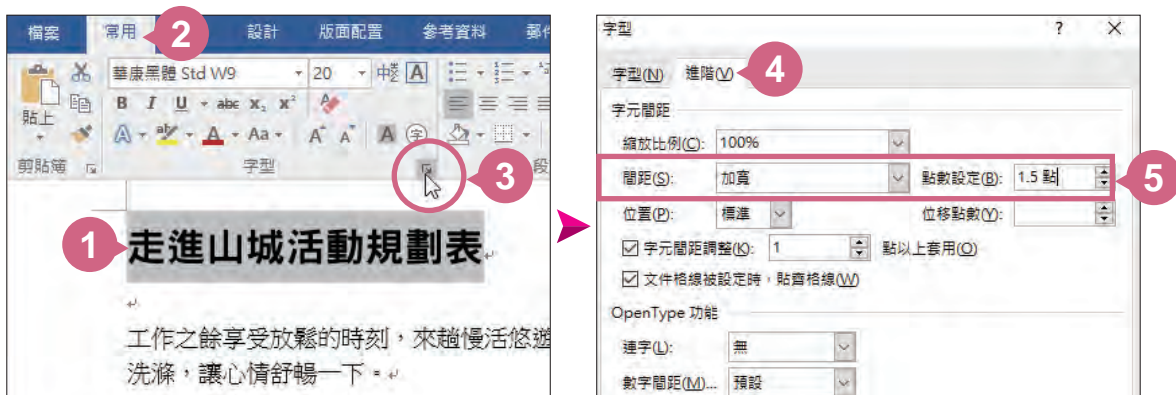 檔案 常用 2 設計 版面配置 參考資料 郵件
華康黑體 Std W9 20
B I U abc X₂ X²
貼上
A aby A Aa A A A 字
剪貼簿 字型 段
3
1 走進山城活動規劃表
工作之餘享受放鬆的時刻，來趟慢活悠遊
洗滌，讓心情舒暢一下。
字型 ? ×
字型(N) 進階(V) 4
字元間距
縮放比例(C): 100%
間距(S): 加寬 點數設定(B): 1.5 點 5
位置(P): 標準 位移點數(Y):
字元間距調整(K): 1 點以上套用(O)
文件格線被設定時，貼齊格線(W)
OpenType 功能
連字(L): 無
數字間距(M)... 預設